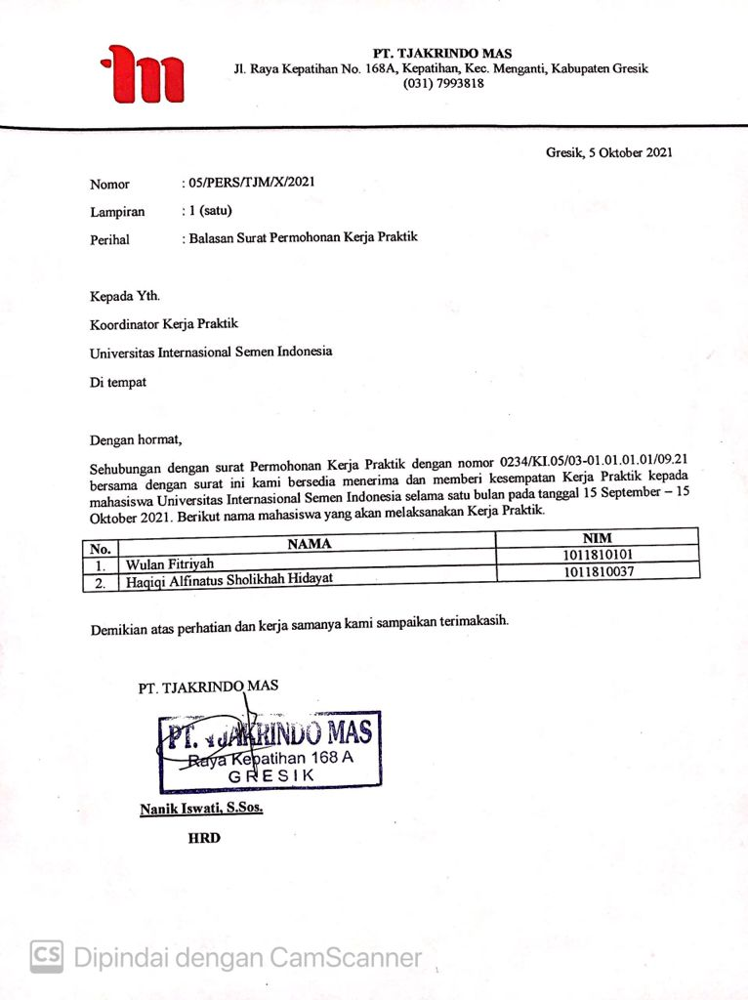 PT. TJAKRINDO MAS
Jl. Raya Kepatihan No. 168A, Kepatihan, Kec. Menganti, Kabupaten Gresik
(031) 7993818
Gresik, 5 Oktober 2021
Nomor : 05/PERS/TJM/X/2021
Lampiran : 1 (satu)
Perihal : Balasan Surat Permohonan Kerja Praktik
Kepada Yth.
Koordinator Kerja Praktik
Universitas Internasional Semen Indonesia
Di tempat
Dengan hormat,
Sehubungan dengan surat Permohonan Kerja Praktik dengan nomor 0234/KI.05/03-01.01.01.01/09.21
bersama dengan surat ini kami bersedia menerima dan memberi kesempatan Kerja Praktik kepada
mahasiswa Universitas Internasional Semen Indonesia selama satu bulan pada tanggal 15 September – 15
Oktober 2021. Berikut nama mahasiswa yang akan melaksanakan Kerja Praktik.
No. NAMA NIM
1. Wulan Fitriyah 1011810101
2. Haqiqi Alfinatus Sholikhah Hidayat 1011810037
Demikian atas perhatian dan kerja samanya kami sampaikan terimakasih.
PT. TJAKRINDO MAS
PT. TJAKRINDO MAS
Raya Kepatihan 168 A
GRESIK
Nanik Iswati, S.Sos.
HRD
CS Dipindai dengan CamScanner